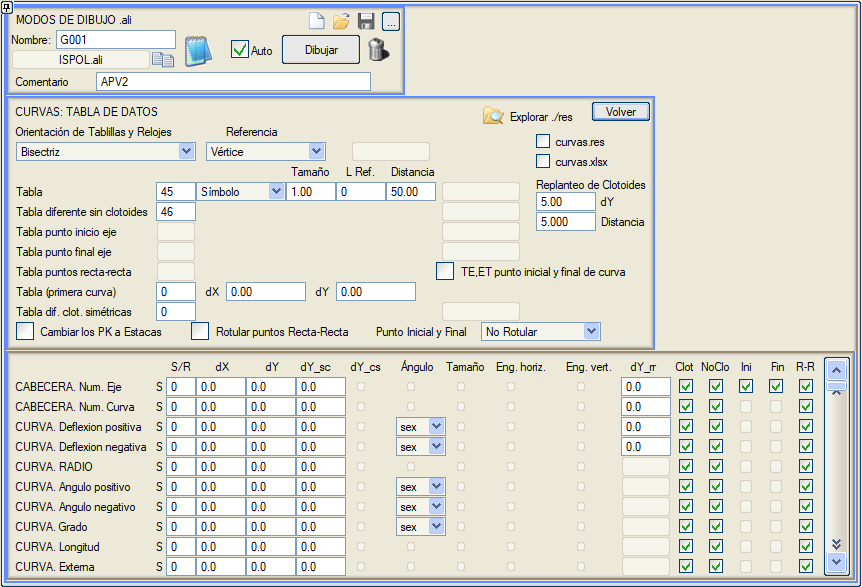 MODOS DE DIBUJO .ali
...
Nombre: G001
Auto
Dibujar
ISPOL.ali
Comentario APV2
CURVAS: TABLA DE DATOS
Explorar ./res
Volver
Orientación de Tablillas y Relojes Referencia
curvas.res
Bisectriz Vértice
curvas.xlsx
Tamaño L Ref. Distancia
Replanteo de Clotoides
Tabla 45 Símbolo 1.00 0 50.00
5.00 dY
Tabla diferente sin clotoides 46
5.000 Distancia
Tabla punto inicio eje
Tabla punto final eje
Tabla puntos recta-recta
TE,ET punto inicial y final de curva
Tabla (primera curva) 0 dX 0.00 dY 0.00
Tabla dif. clot. simétricas 0
Cambiar los PK a Estacas Rotular puntos Recta-Recta Punto Inicial y Final No Rotular
S/R dX dY dY_sc dY_cs Ángulo Tamaño Eng. horiz. Eng. vert. dY_rr Clot NoClo Ini Fin R-R
CABECERA. Num. Eje S 0 0.0 0.0 0.0 0.0
CABECERA. Num. Curva S 0 0.0 0.0 0.0 0.0
CURVA. Deflexion positiva S 0 0.0 0.0 0.0 sex 0.0
CURVA. Deflexion negativa S 0 0.0 0.0 0.0 sex 0.0
CURVA. RADIO S 0 0.0 0.0 0.0
CURVA. Angulo positivo S 0 0.0 0.0 0.0 sex
CURVA. Angulo negativo S 0 0.0 0.0 0.0 sex
CURVA. Grado S 0 0.0 0.0 0.0 sex
CURVA. Longitud S 0 0.0 0.0 0.0
CURVA. Externa S 0 0.0 0.0 0.0